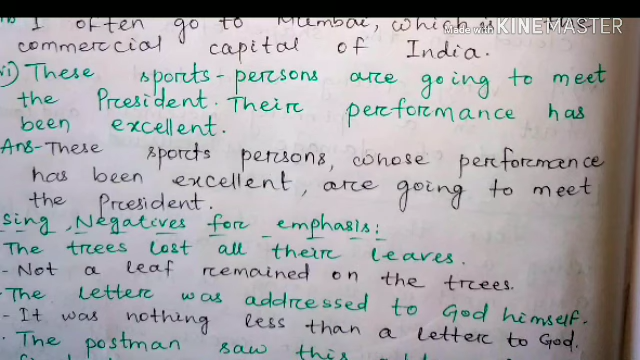 I often go to Mumbai, which is the
Made with KINEMASTER
commercial capital of India.
vi) These sports-persons are going to meet
the President. Their performance has
been excellent.
Ans- These sports persons, whose performance
has been excellent, are going to meet
the President.
sing Negatives for emphasis:
The trees lost all their leaves.
- Not a leaf remained on the trees.
The letter was addressed to God himself.
- It was nothing less than a letter to God.
The postman saw this